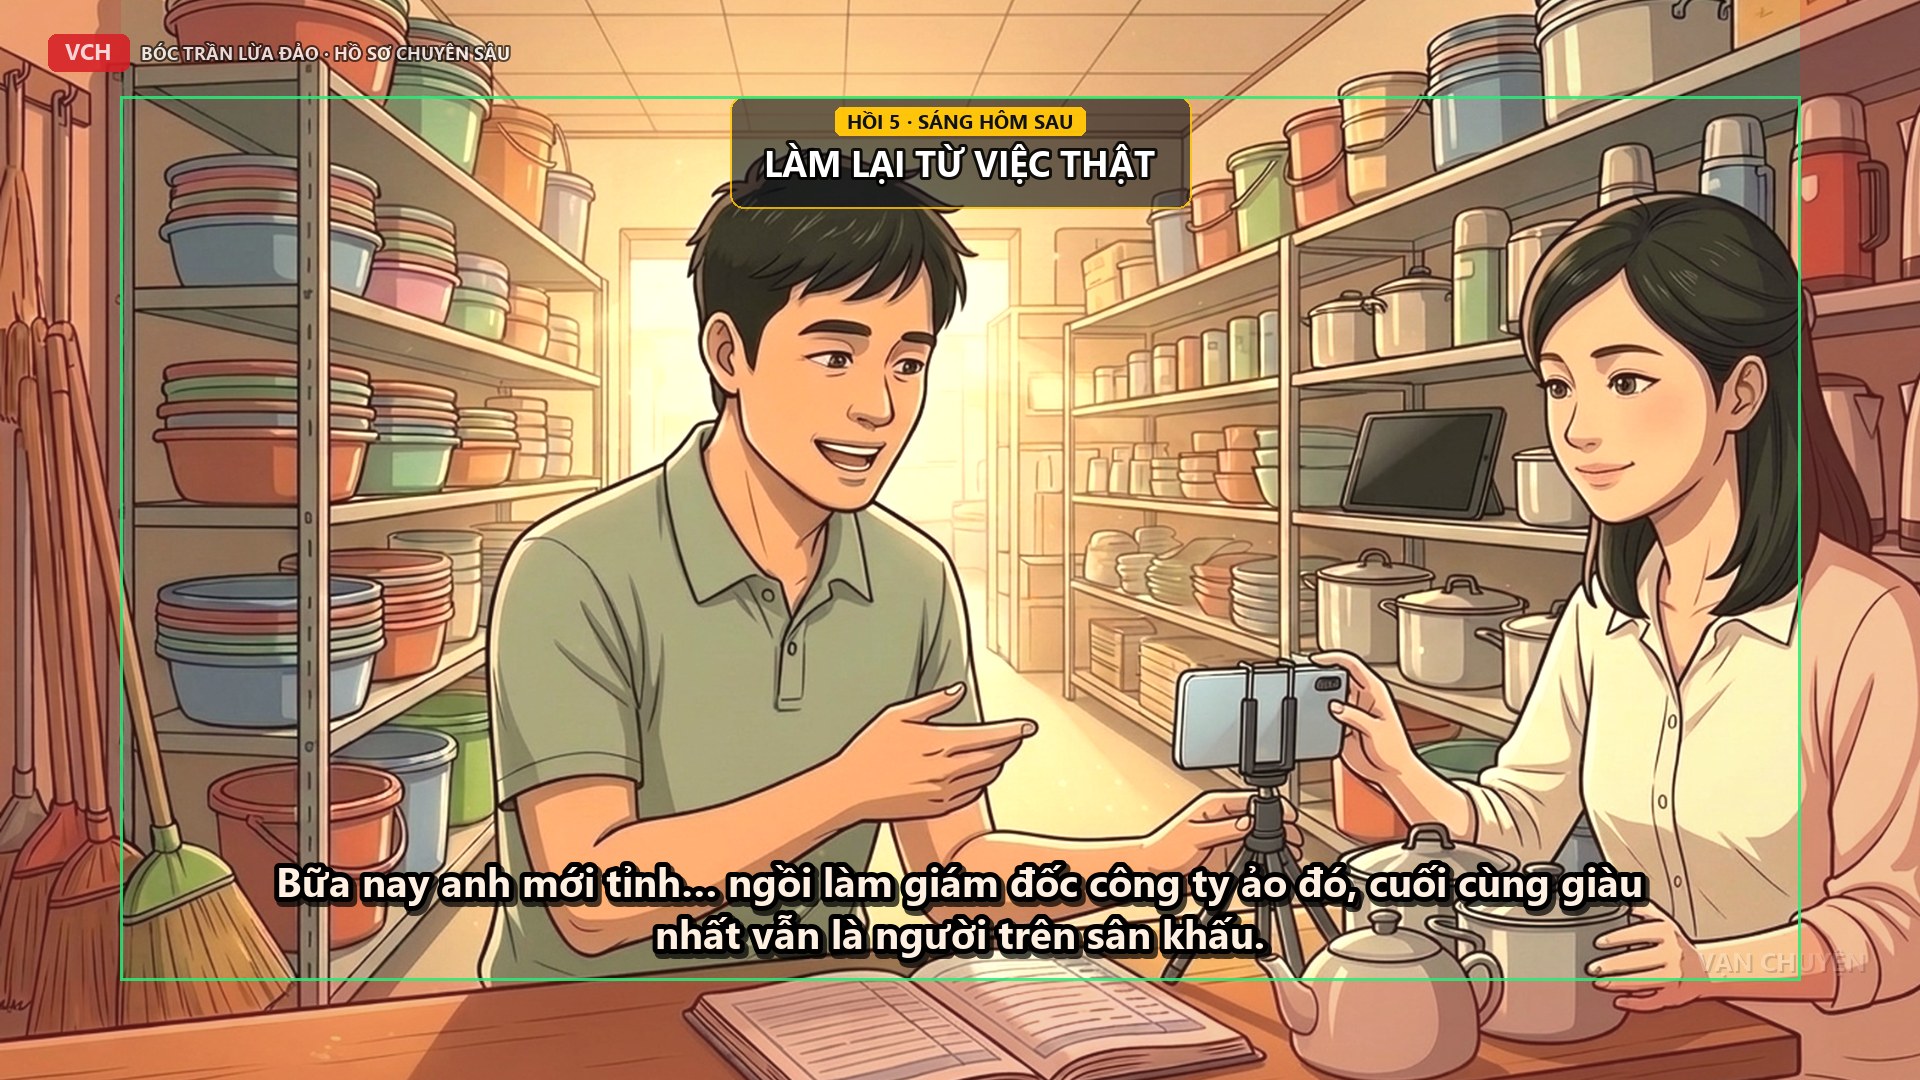 VCH BÓC TRẦN LỪA ĐẢO · HỒ SƠ CHUYÊN SÂU
HỒI 5 · SÁNG HÔM SAU
LÀM LẠI TỪ VIỆC THẬT
Bữa nay anh mới tỉnh... ngồi làm giám đốc công ty ảo đó, cuối cùng giàu
nhất vẫn là người trên sân khấu.
VẠN CHUYỆN